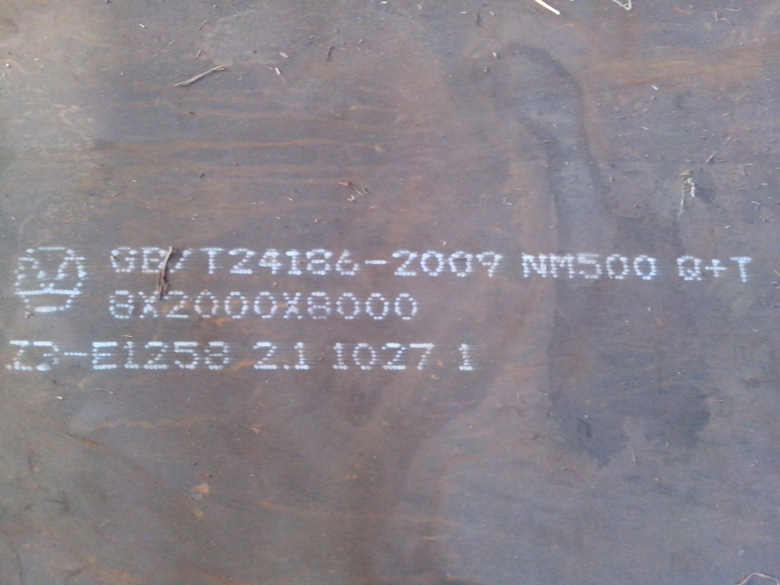 GB/T24186-2009 NM500 Q+T
8X2000X8000
Z3-E1258 2.1 1027 1